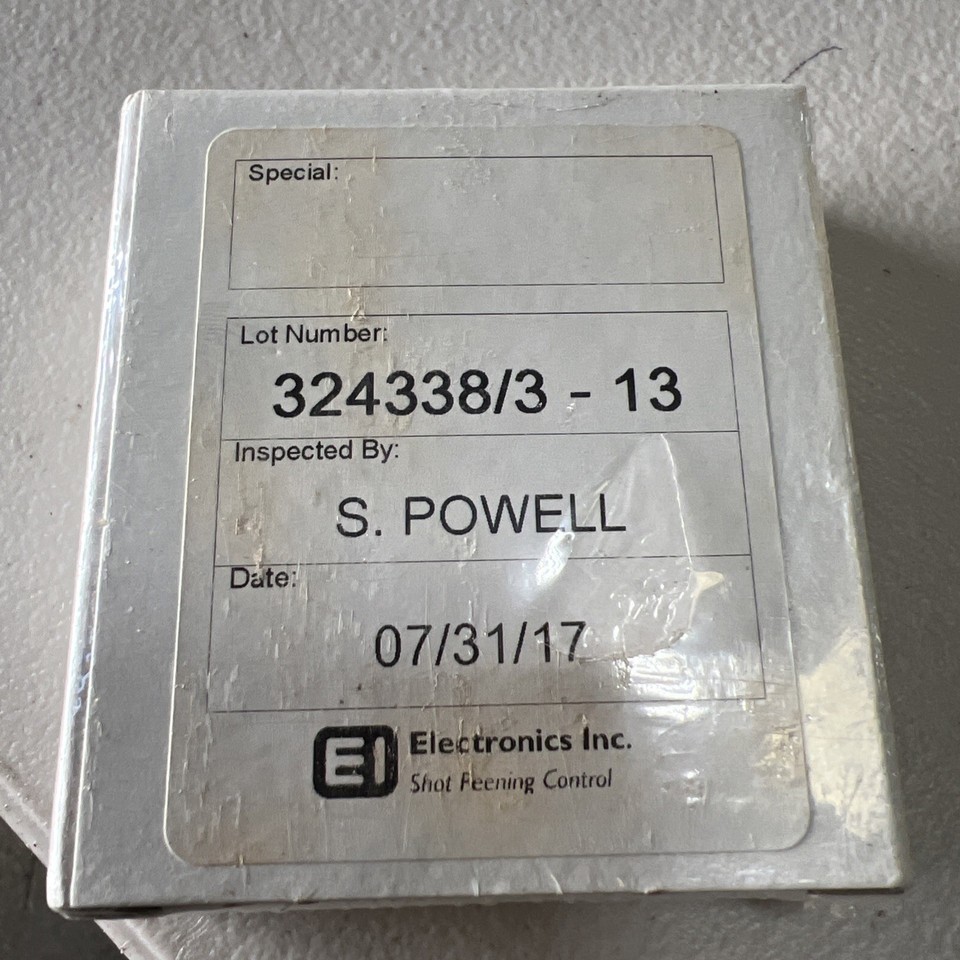 Special:
Lot Number:
324338/3 - 13
Inspected By:
S. POWELL
Date:
07/31/17
EI Electronics Inc.
Shot Peening Control